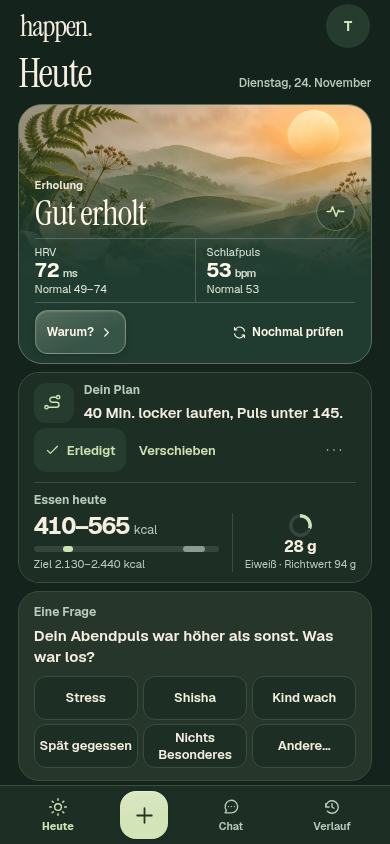 happen.
T
Heute
Dienstag, 24. November
Erholung
Gut erholt
HRV
72 ms
Normal 49–74
Schlafpuls
53 bpm
Normal 53
Warum?
Nochmal prüfen
Dein Plan
40 Min. locker laufen, Puls unter 145.
Erledigt
Verschieben
...
Essen heute
410–565 kcal
Ziel 2.130–2.440 kcal
28 g
Eiweiß · Richtwert 94 g
Eine Frage
Dein Abendpuls war höher als sonst. Was
war los?
Stress
Shisha
Kind wach
Spät gegessen
Nichts
Besonderes
Andere…
Heute
Chat
Verlauf